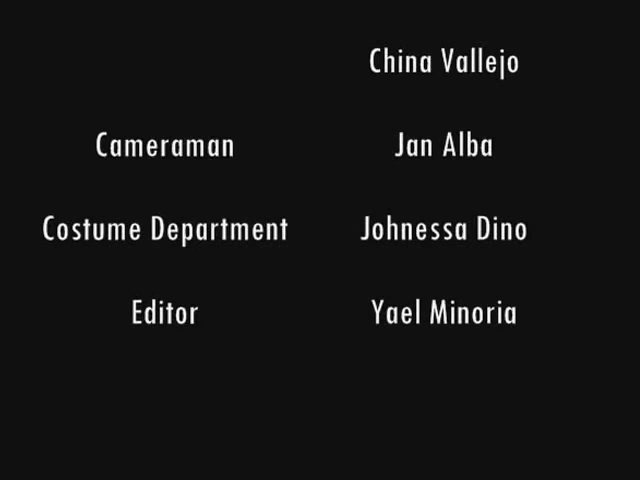 China Vallejo
Cameraman Jan Alba
Costume Department Johnessa Dino
Editor Yael Minoria